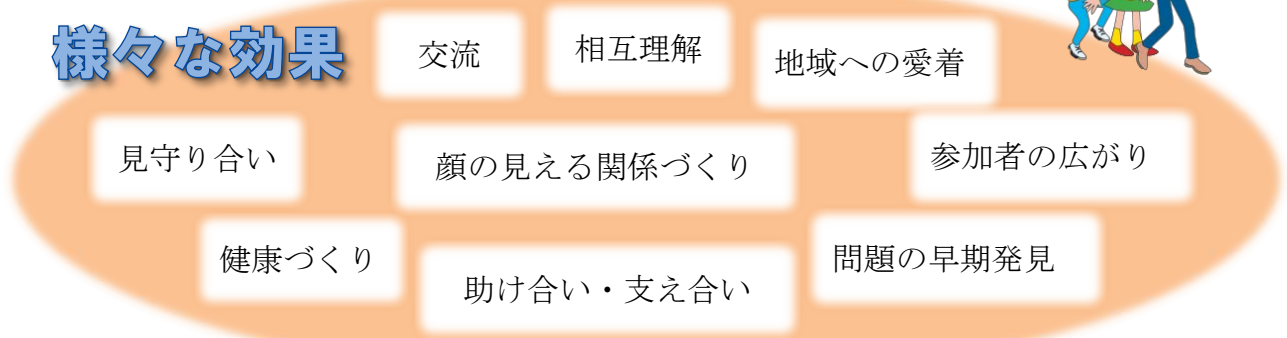 様々な効果
交流
相互理解
地域への愛着
見守り合い
顔の見える関係づくり
参加者の広がり
健康づくり
助け合い・支え合い
問題の早期発見